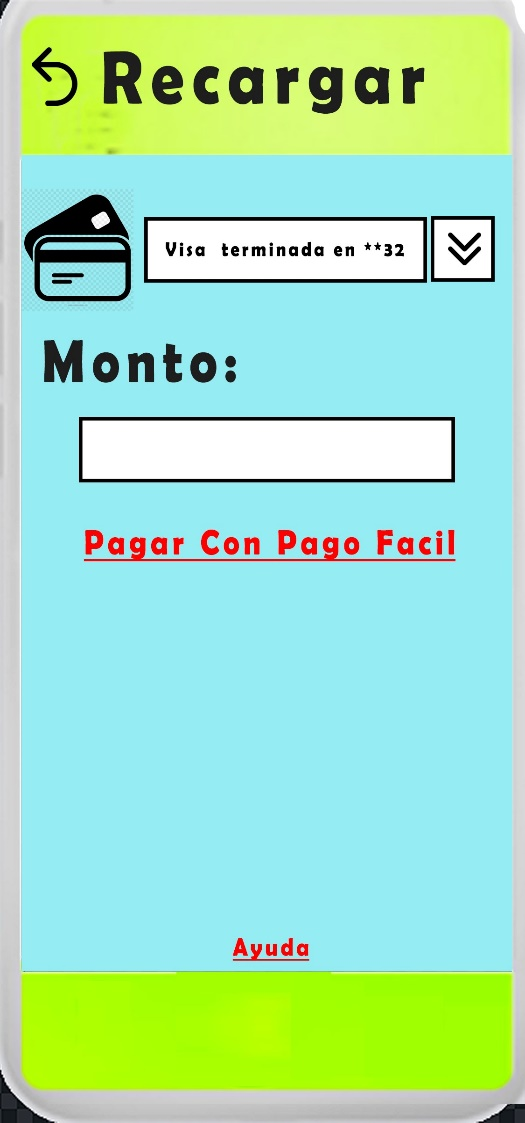 Recargar
Visa terminada en **32
Monto:
Pagar Con Pago Facil
Ayuda